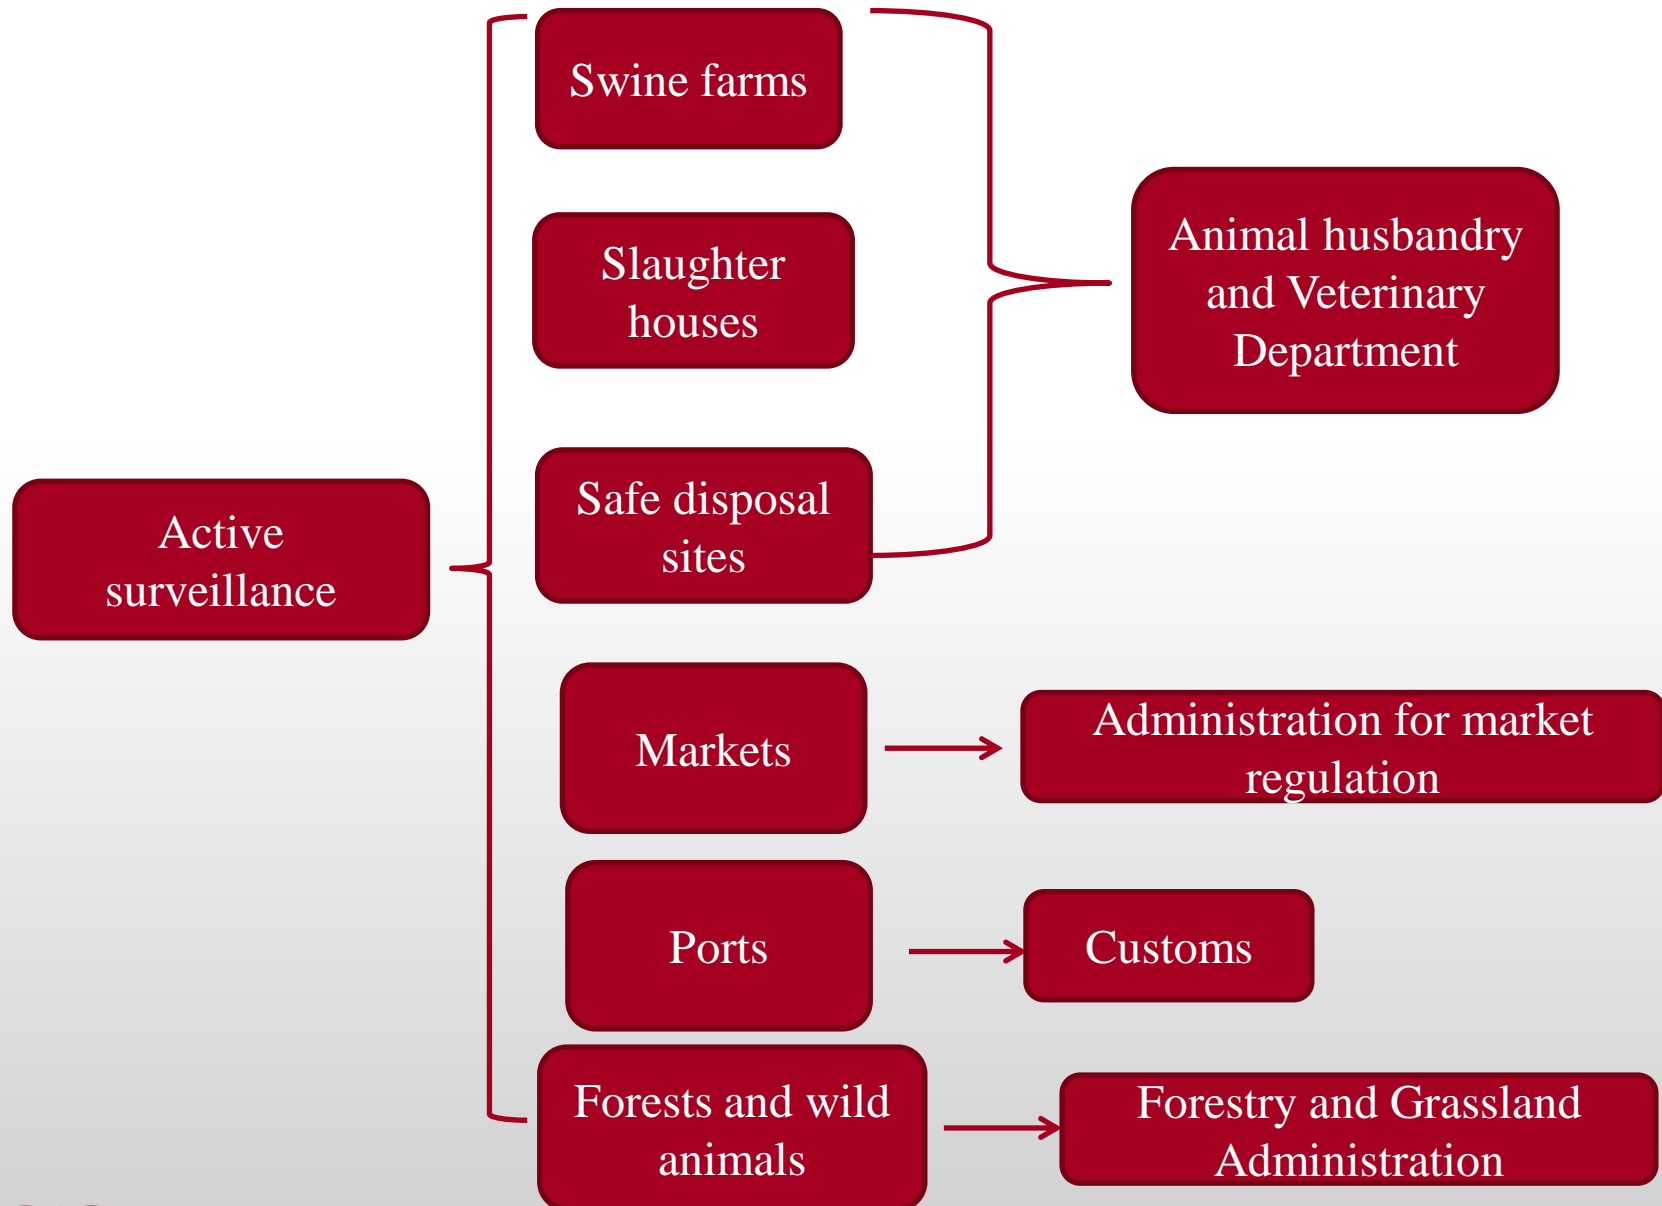 Swine farms
Slaughter
houses
Animal husbandry
and Veterinary
Department
Safe disposal
sites
Active
surveillance
Markets
Administration for market
regulation
Ports
Customs
Forests and wild
animals
Forestry and Grassland
Administration